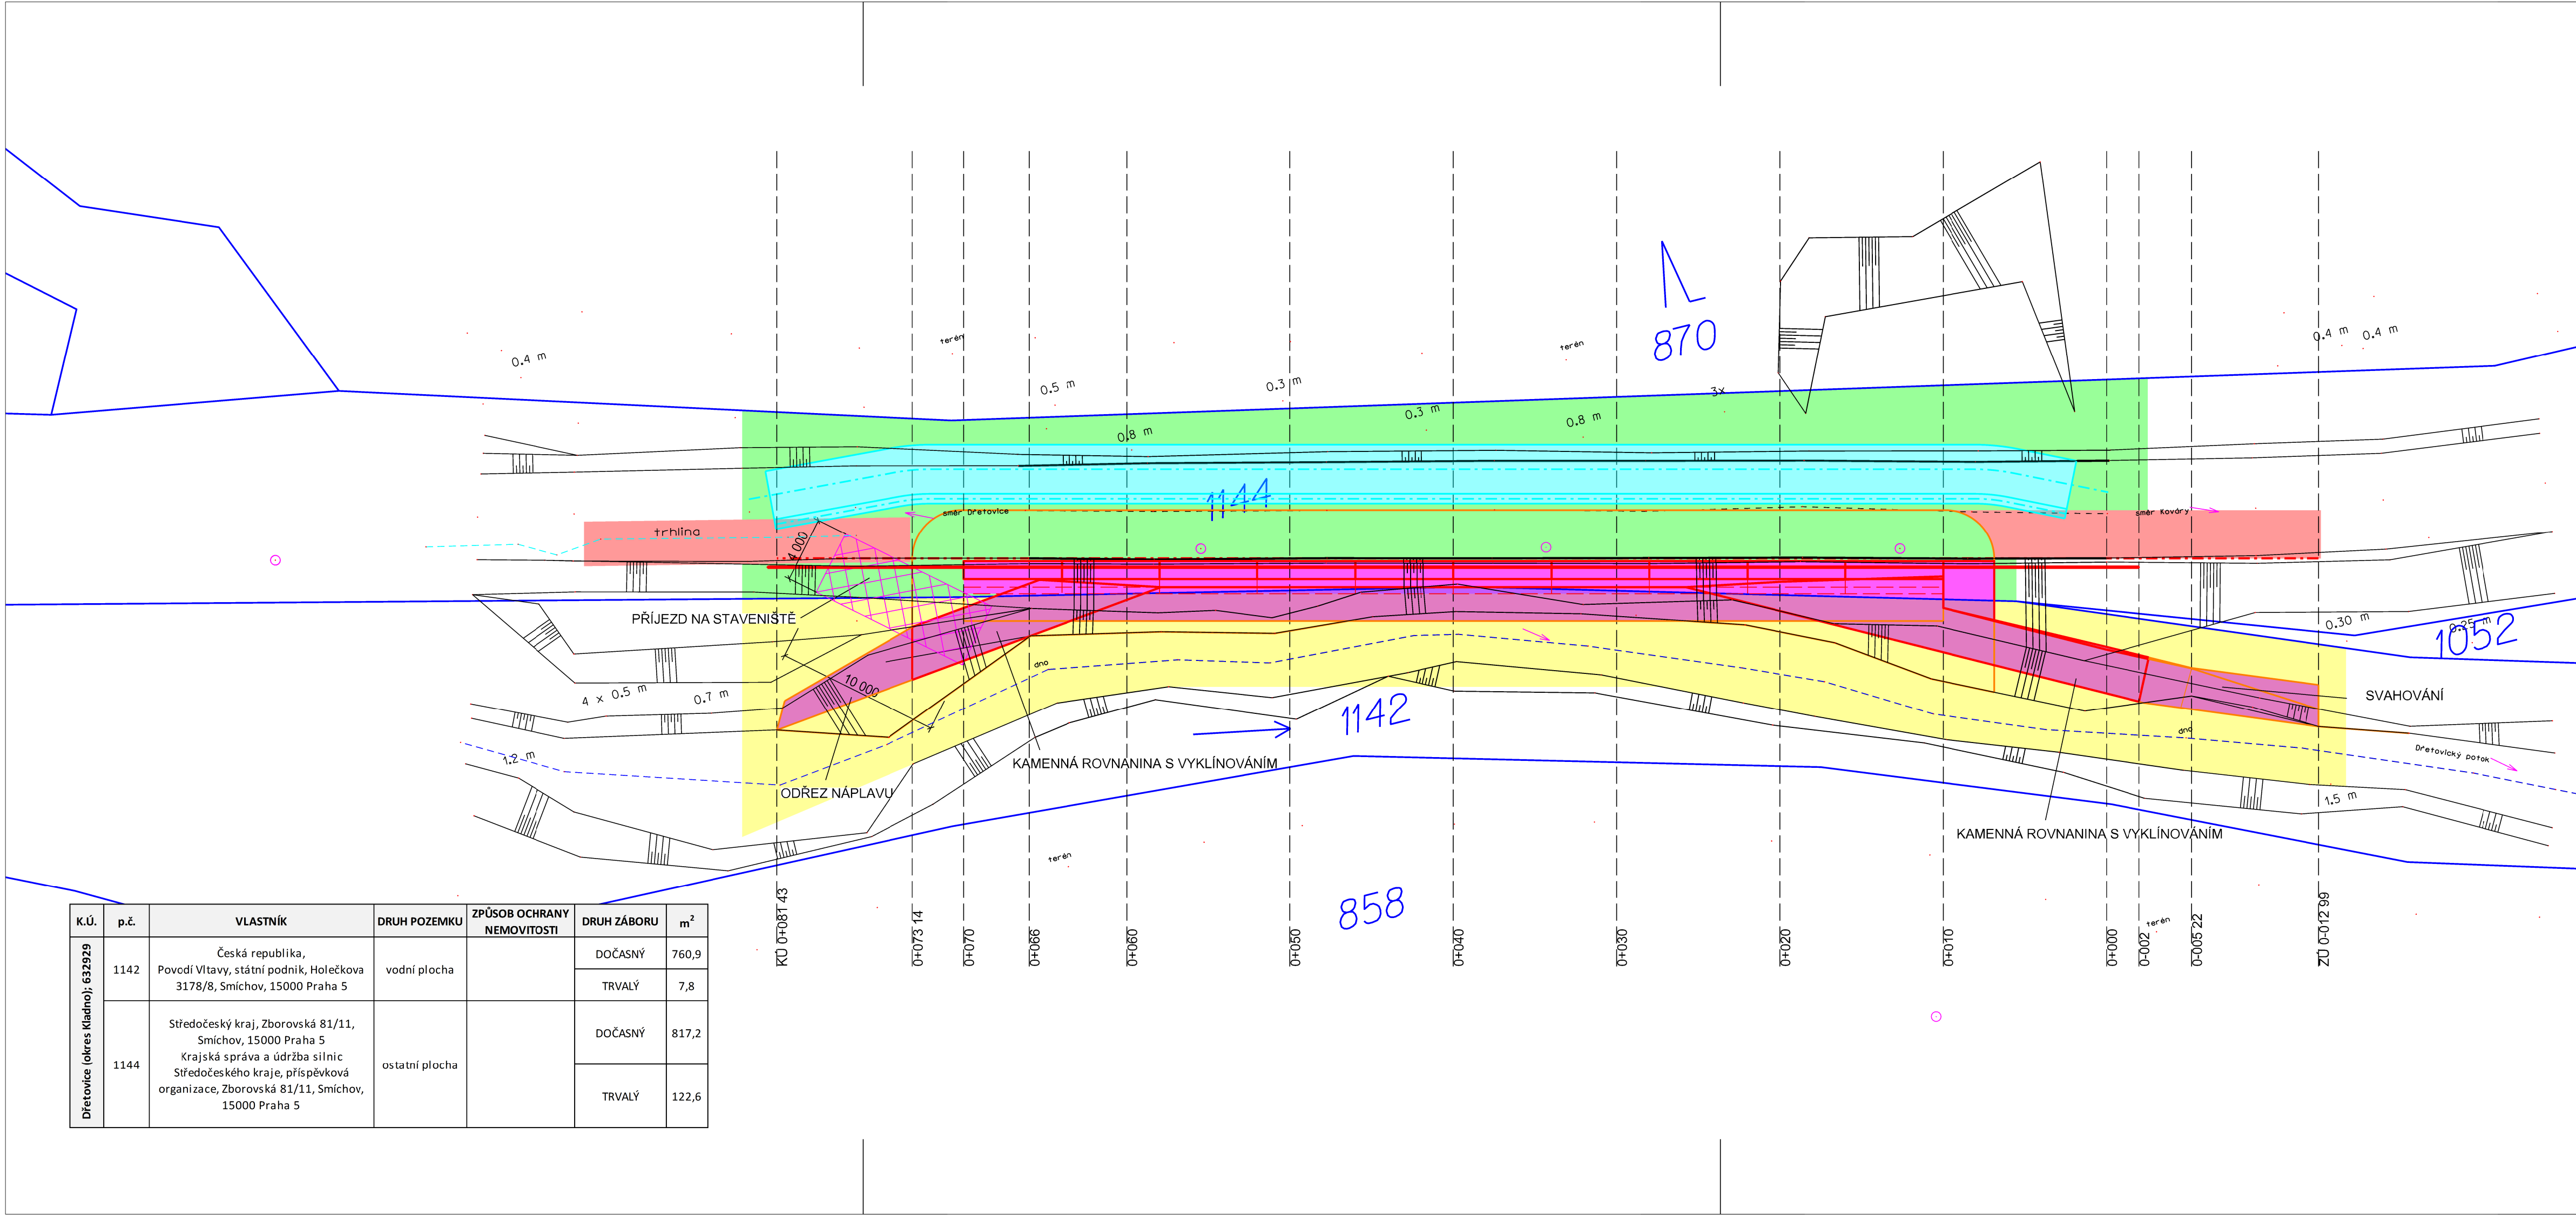 870
terén
terén
0.4 m
0.4 m
0.4 m
0.5 m
0.3 m
3x
0.3 m
0.8 m
0.8 m
1144
směr Dřetovice
směr Kováry
trhlina
4 000
PŘÍJEZD NA STAVENIŠTĚ
0.30 m
0.25 m
1052
dno
10 000
4 x 0.5 m
0.7 m
SVAHOVÁNÍ
1142
dno
Dřetovický potok
1.2 m
KAMENNÁ ROVNANINA S VYKLÍNOVÁNÍM
ODŘEZ NÁPLAVU
1.5 m
KAMENNÁ ROVNANINA S VYKLÍNOVÁNÍM
terén
858
terén
KÚ 0+081 43
0+073 14
0+070
0+066
0+060
0+050
0+040
0+030
0+020
0+010
0+000
0-002
0-005 22
ZÚ 0-012 99
K.Ú. p.č. VLASTNÍK DRUH POZEMKU ZPŮSOB OCHRANY NEMOVITOSTI DRUH ZÁBORU m²
Dřetovice (okres Kladno); 632929
1142
Česká republika,
Povodí Vltavy, státní podnik, Holečkova
3178/8, Smíchov, 15000 Praha 5
vodní plocha
DOČASNÝ 760,9
TRVALÝ 7,8
1144
Středočeský kraj, Zborovská 81/11,
Smíchov, 15000 Praha 5
Krajská správa a údržba silnic
Středočeského kraje, příspěvková
organizace, Zborovská 81/11, Smíchov,
15000 Praha 5
ostatní plocha
DOČASNÝ 817,2
TRVALÝ 122,6